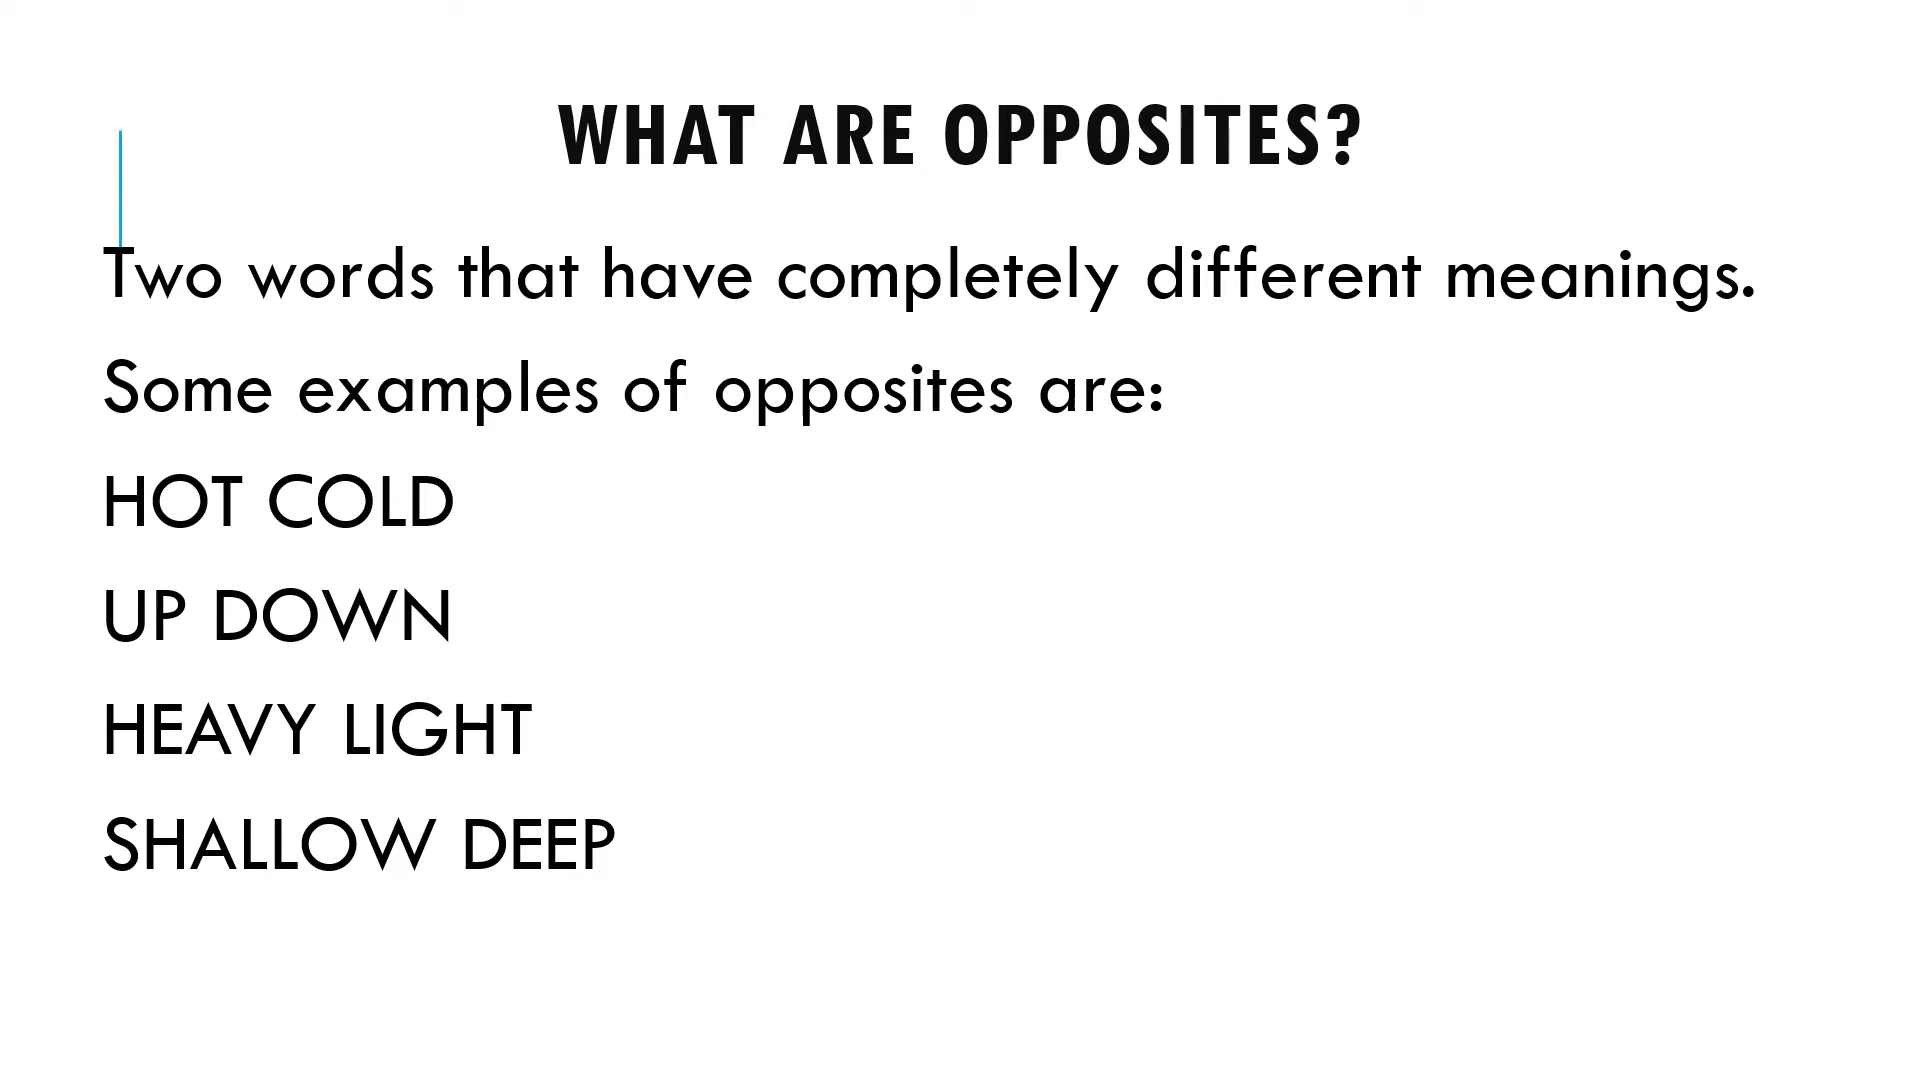 WHAT ARE OPPOSITES?
Two words that have completely different meanings.
Some examples of opposites are:
HOT COLD
UP DOWN
HEAVY LIGHT
SHALLOW DEEP